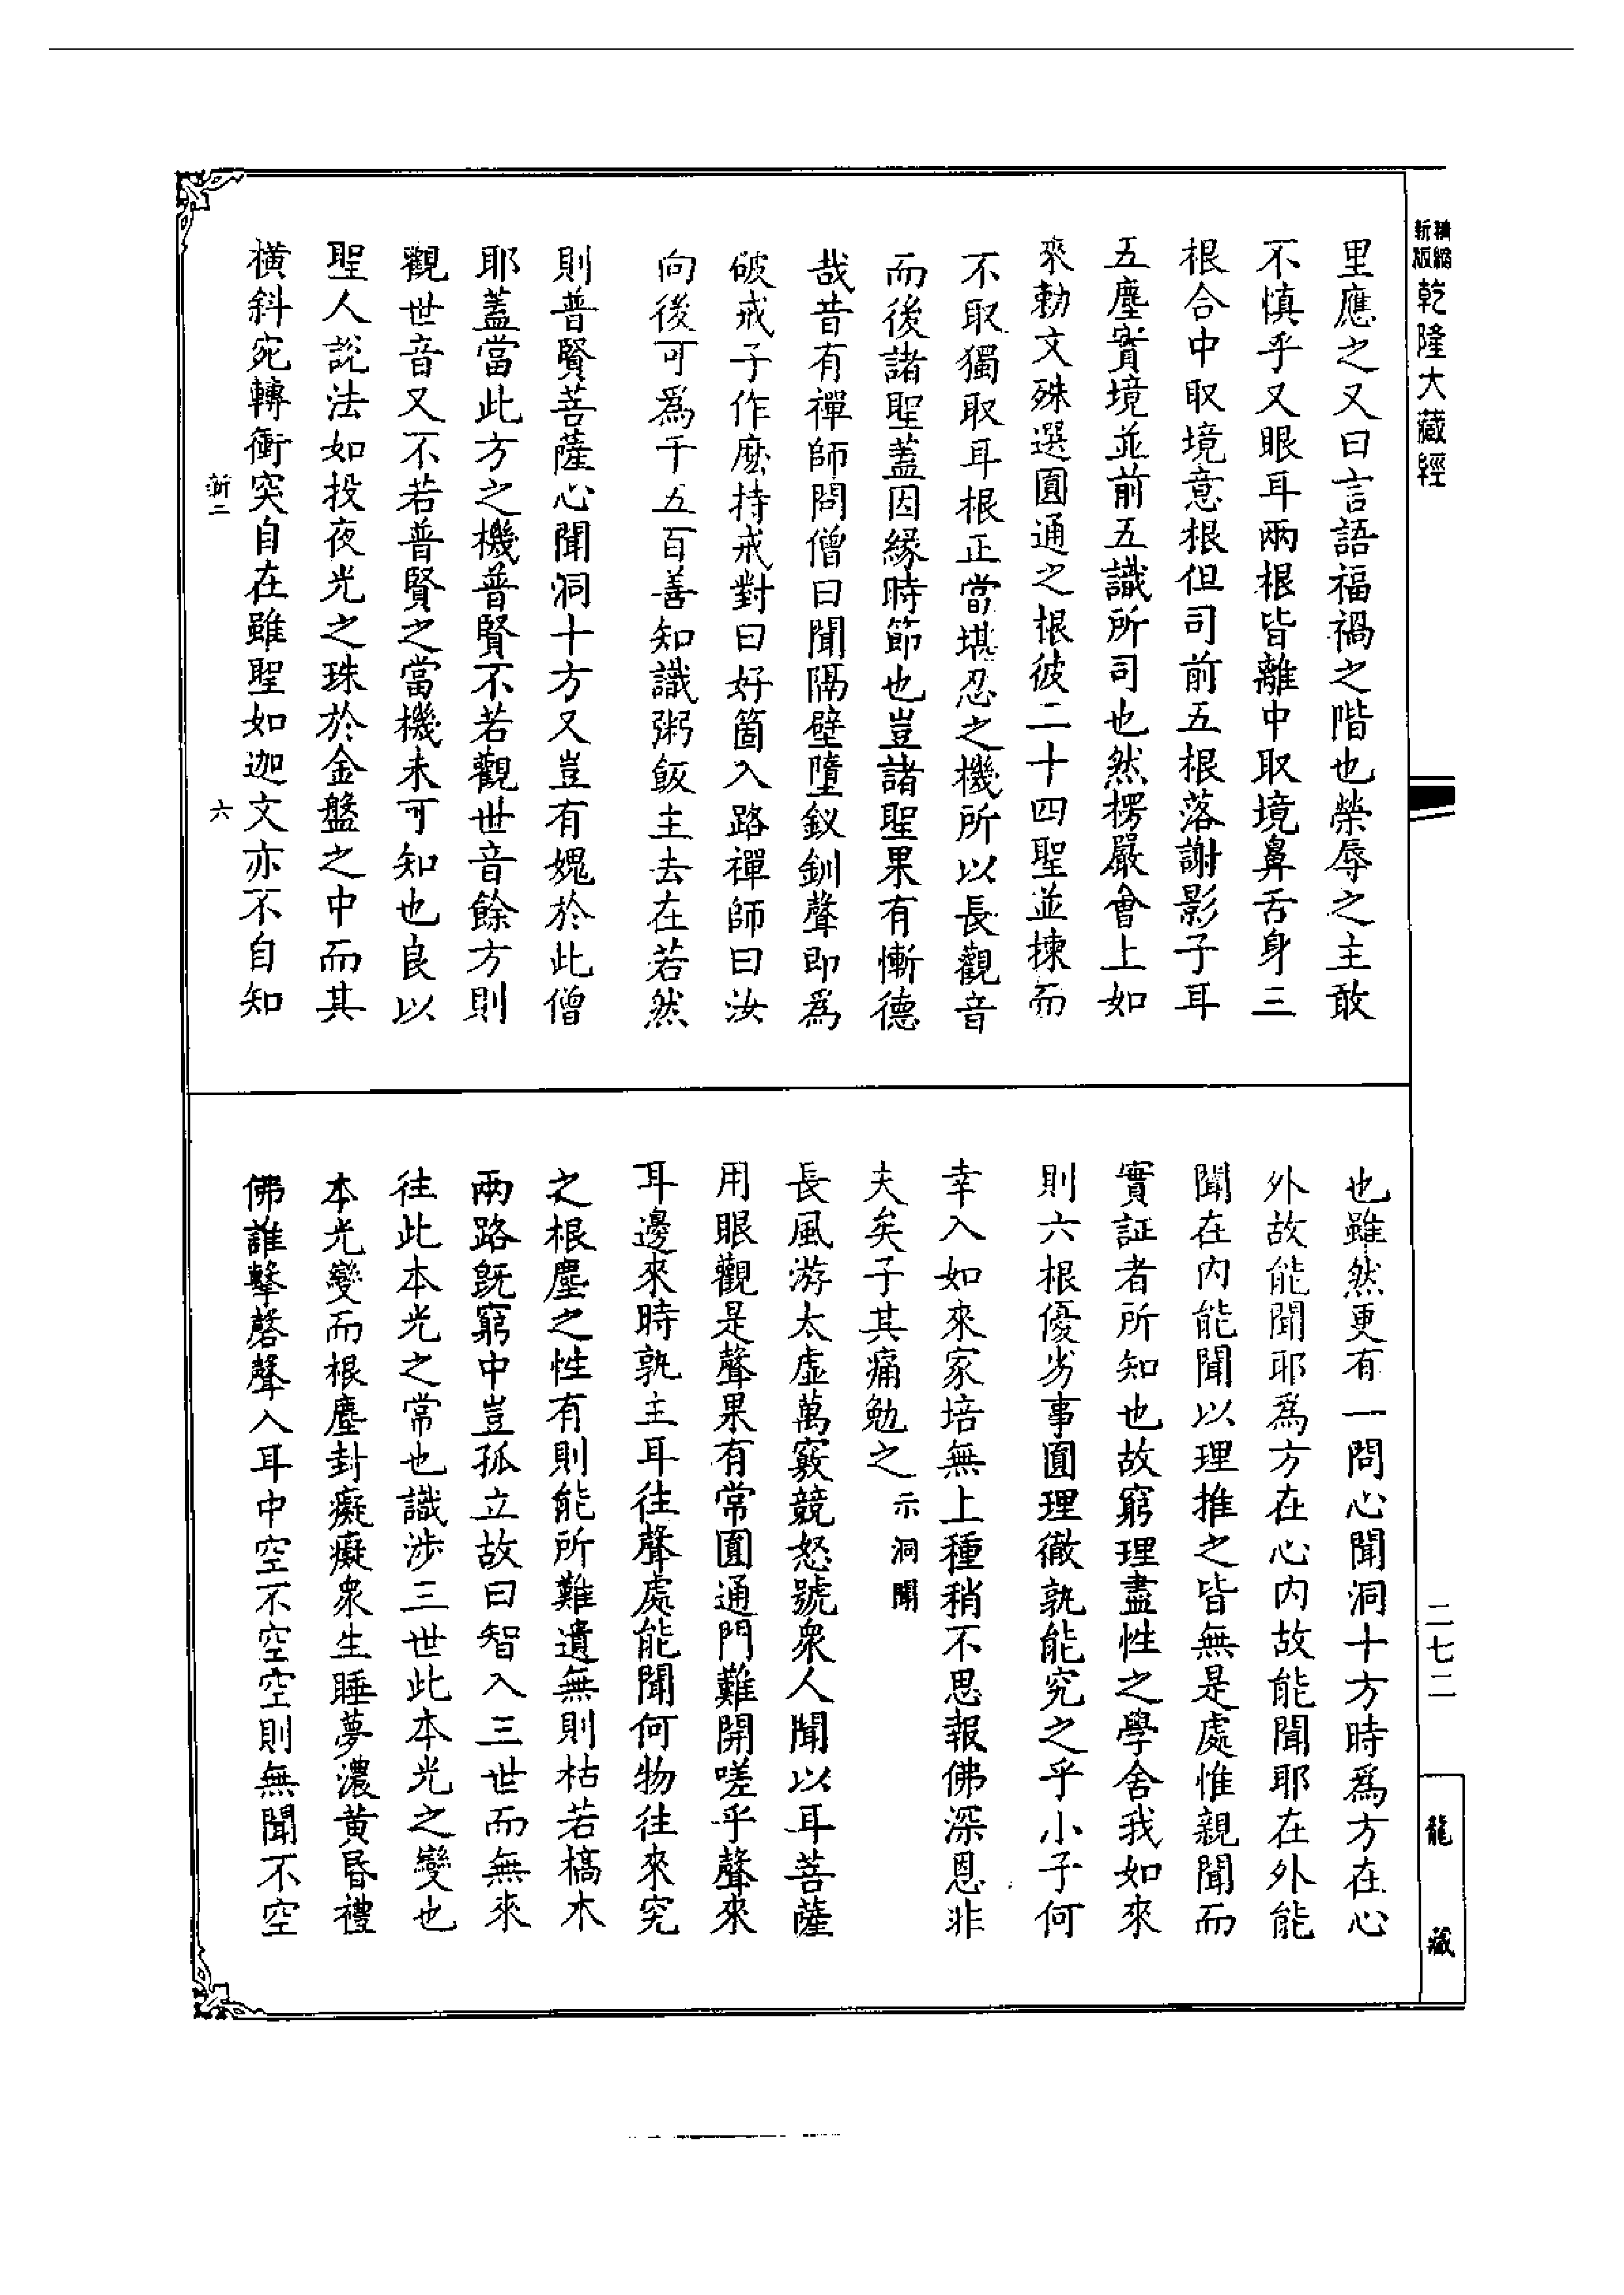 新版
精縮
乾隆大藏經
二七二
龍藏
里應之又曰言語福禍之階也榮辱之主敢
不慎乎又眼耳兩根皆離中取境鼻舌身三
根合中取境意根但司前五根落謝影子耳
五塵實境並前五識所司也然楞嚴會上如
來勅文殊選圓通之根彼二十四聖並揀而
不取獨取耳根正當堪忍之機所以長觀音
而後諸聖蓋因緣時節也豈諸聖果有慚德
哉昔有禪師問僧曰聞隔壁墮釵釧聲即爲
破戒子作麽持戒對曰好箇入路禪師曰汝
向後可爲千五百善知識粥飯主去在若然
則普賢菩薩心聞洞十方又豈有媿於此僧
耶蓋當此方之機普賢不若觀世音餘方則
觀世音又不若普賢之當機未可知也良以
聖人說法如投夜光之珠於金盤之中而其
橫斜宛轉衝突自在雖聖如迦文亦不自知
新二
六
也雖然更有一問心聞洞十方時爲方在心
外故能聞耶爲方在心內故能聞耶在外能
聞在內能聞以理推之皆無是處惟親聞而
實証者所知也故窮理盡性之學舍我如來
則六根優劣事圓理徹孰能究之乎小子何
幸入如來家培無上種稍不思報佛深恩非
夫矣子其痛勉之 示洞聞
長風游太虛萬竅競怒號衆人聞以耳菩薩
用眼觀是聲果有常圓通門難開嗟乎聲來
耳邊來時孰主耳往聲處能聞何物往來究
之根塵之性有則能所難遺無則枯若槁木
兩路旣窮中豈孤立故曰智入三世而無來
往此本光之常也識涉三世此本光之變也
本光變而根塵封癡癡衆生睡夢濃黃昏禮
佛誰擊磬聲入耳中空不空空則無聞不空